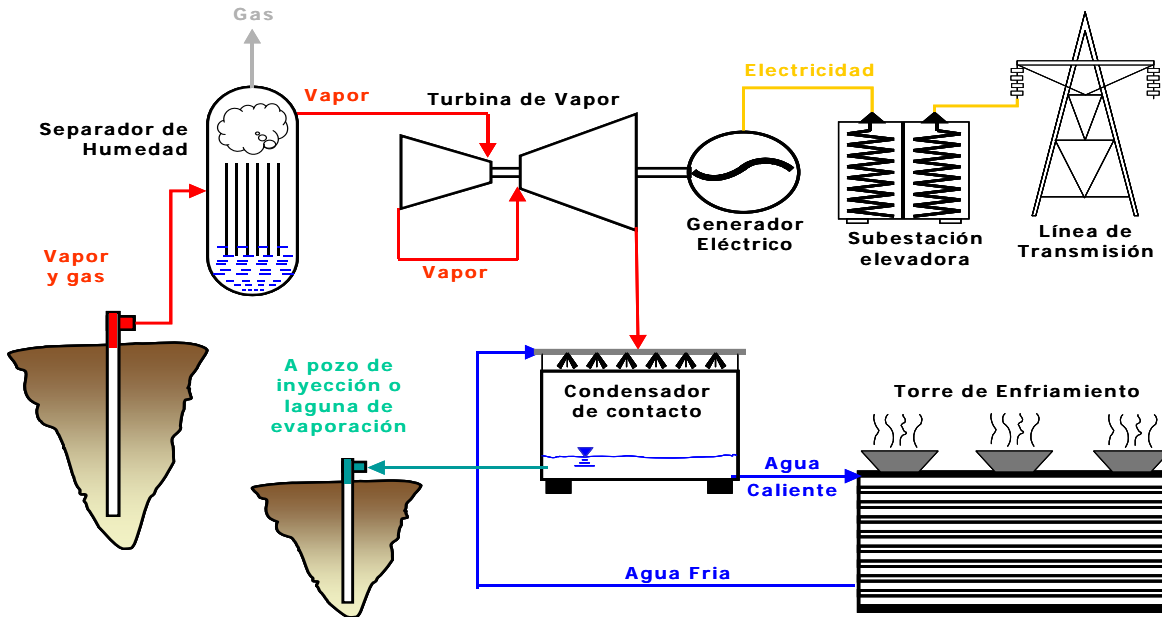 Gas
Vapor
Turbina de Vapor
Electricidad
Separador de
Humedad
Vapor
y gas
Vapor
Generador
Eléctrico
Subestación
elevadora
Línea de
Transmisión
A pozo de
inyección o
laguna de
evaporación
Condensador
de contacto
Torre de Enfriamiento
Agua
Caliente
Agua Fria